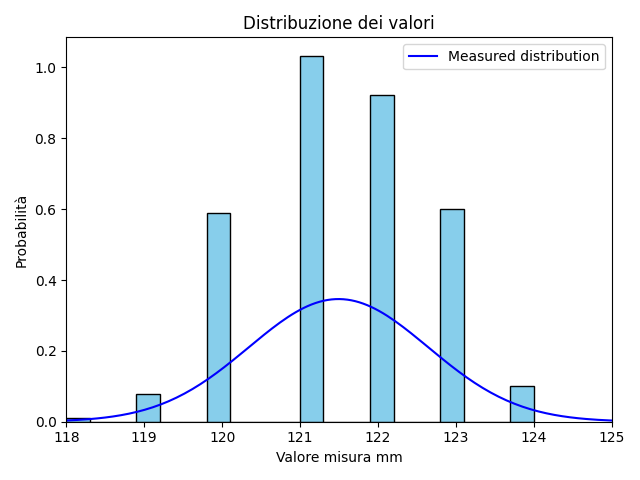 Distribuzione dei valori
Measured distribution
Probabilità
1.0
0.8
0.6
0.4
0.2
0.0
118 119 120 121 122 123 124 125
Valore misura mm